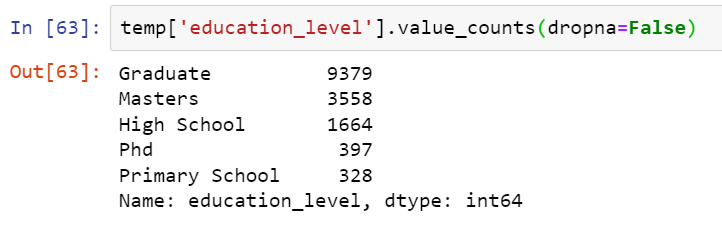 In [63]: temp['education_level'].value_counts(dropna=False)
Out[63]: Graduate 9379
Masters 3558
High School 1664
Phd 397
Primary School 328
Name: education_level, dtype: int64